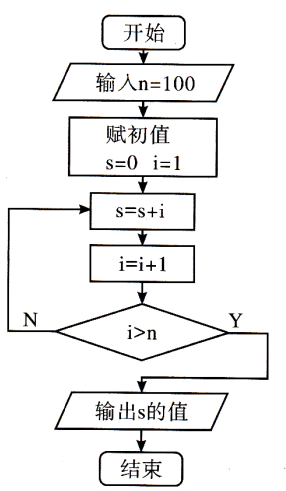 开始
输入n=100
赋初值
s=0 i=1
s=s+i
i=i+1
i>n
N
Y
输出s的值
结束